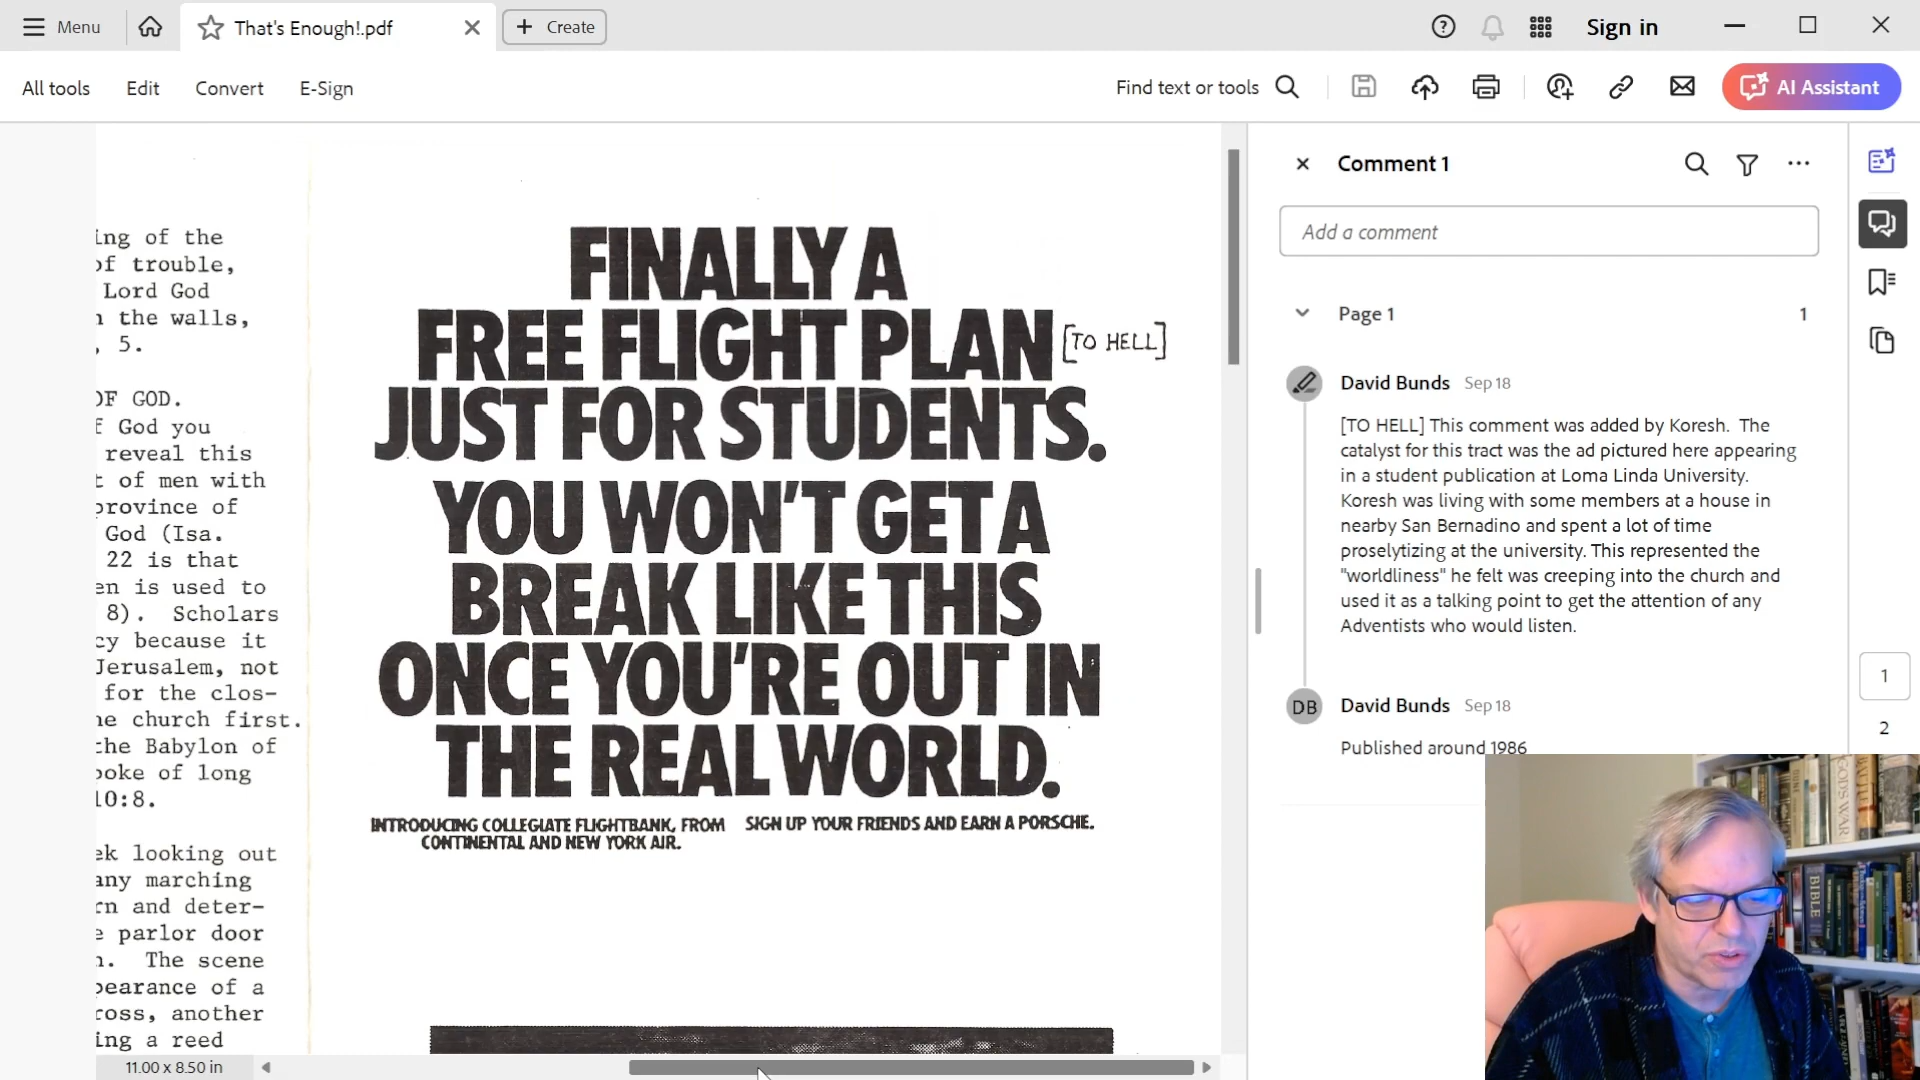 Menu
That's Enough!.pdf
Create
Sign in
All tools
Edit
Convert
E-Sign
Find text or tools
AI Assistant
ing of the
of trouble,
Lord God
n the walls,
, 5.
OF GOD.
f God you
reveal this
t of men with
province of
God (Isa.
22 is that
en is used to
8). Scholars
cy because it
Jerusalem, not
for the clos-
he church first.
the Babylon of
poke of long
10:8.
ek looking out
any marching
rn and deter-
e parlor door
n. The scene
pearance of a
ross, another
ing a reed
FINALLY A
FREE FLIGHT PLAN [TO HELL]
JUST FOR STUDENTS.
YOU WON'T GET A
BREAK LIKE THIS
ONCE YOU'RE OUT IN
THE REAL WORLD.
INTRODUCING COLLEGIATE FLIGHTBANK, FROM
CONTINENTAL AND NEW YORK AIR.
SIGN UP YOUR FRIENDS AND EARN A PORSCHE.
11.00 x 8.50 in
Comment 1
Add a comment
Page 1
1
David Bunds Sep 18
[TO HELL] This comment was added by Koresh. The
catalyst for this tract was the ad pictured here appearing
in a student publication at Loma Linda University.
Koresh was living with some members at a house in
nearby San Bernadino and spent a lot of time
proselytizing at the university. This represented the
"worldliness" he felt was creeping into the church and
used it as a talking point to get the attention of any
Adventists who would listen.
DB
David Bunds Sep 18
Published around 1986
1
2
GOD'S WAR
BIBLE